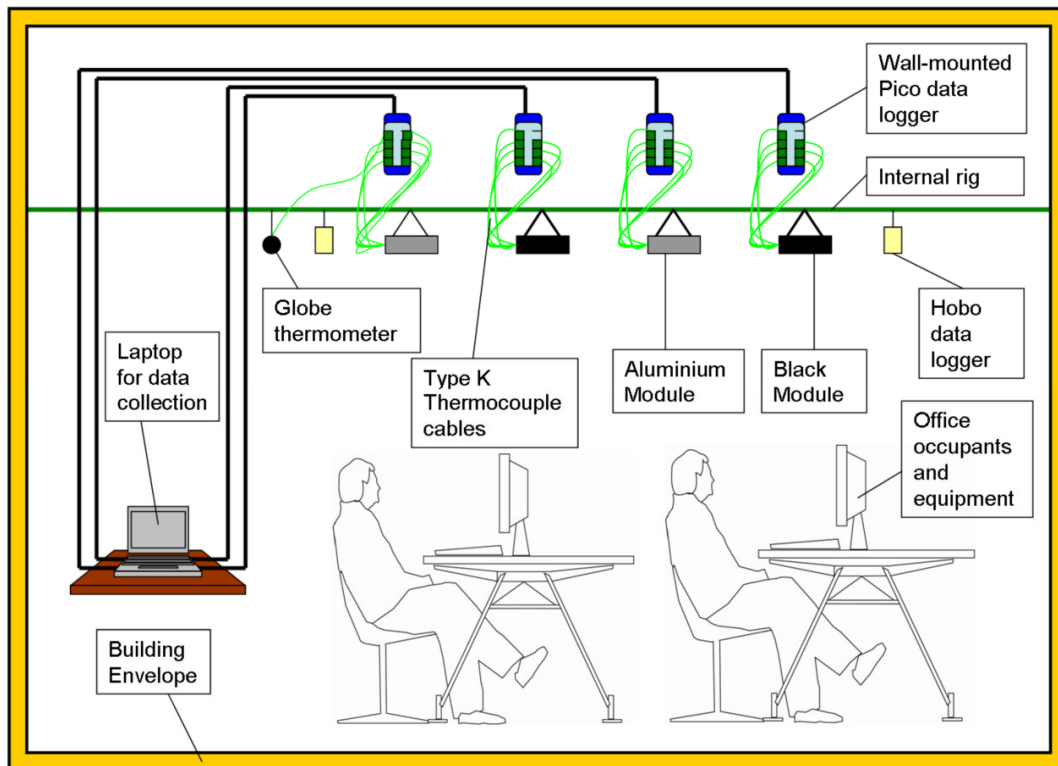 Wall-mounted
Pico data
logger
Internal rig
Globe
thermometer
Hobo
data
logger
Laptop
for data
collection
Type K
Thermocouple
cables
Aluminium
Module
Black
Module
Office
occupants
and
equipment
Building
Envelope